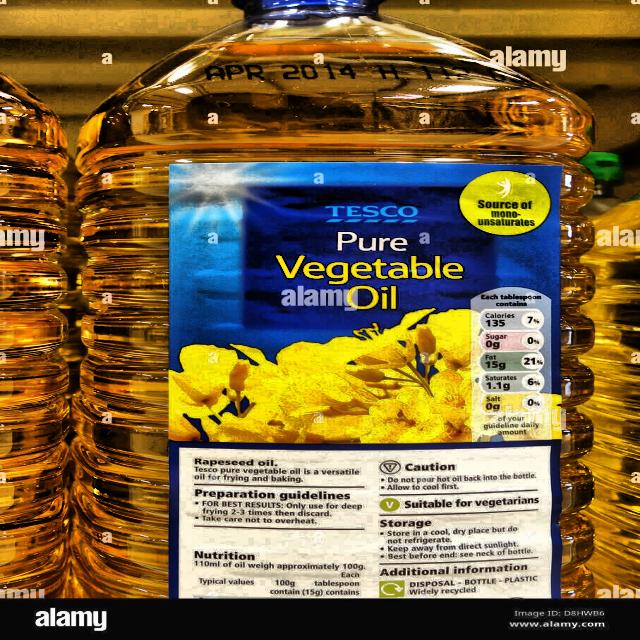 APR 2014
TESCO
Pure
Vegetable
Oil
Source of
mono-
unsaturates
Each tablespoon
contains
Calories
135 7%
Sugar
0g 0%
Fat
15g 21%
Saturates
1.1g 6%
Salt
0g 0%
of your
guideline daily
amount
Rapeseed oil.
Tesco pure vegetable oil is a versatile
oil for frying and baking.
Preparation guidelines
• FOR BEST RESULTS: Only use for deep
frying 2-3 times then discard.
• Take care not to overheat.
Nutrition
110ml of oil weigh approximately 100g.
Each
Typical values 100g tablespoon
contain (15g) contains
Caution
• Do not pour hot oil back into the bottle.
• Allow to cool first.
V Suitable for vegetarians
Storage
• Store in a cool, dry place but do
not refrigerate.
• Keep away from direct sunlight.
• Best before end: see neck of bottle.
Additional information
DISPOSAL - BOTTLE - PLASTIC
Widely recycled
alamy
alamy
alamy
Image ID: D8HWB6
www.alamy.com